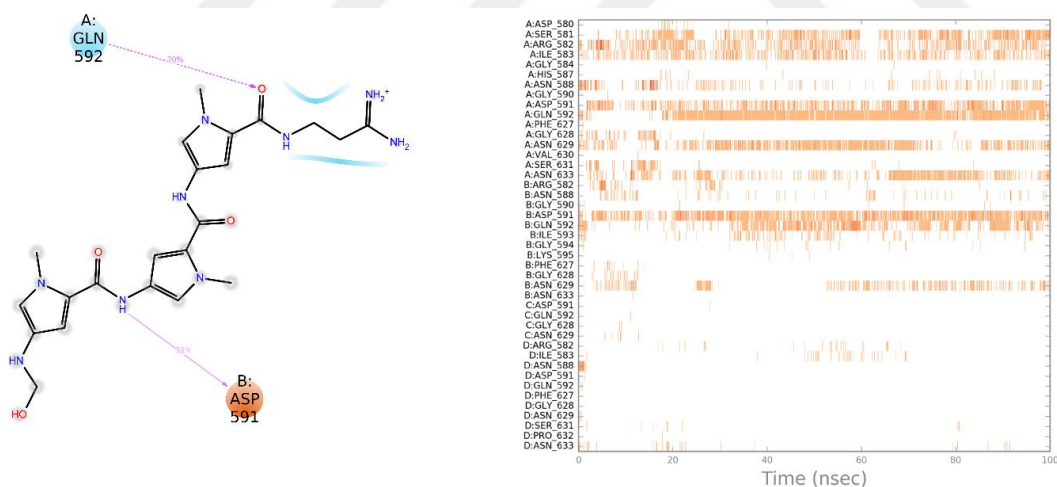 A:
GLN
592
70%
O
NH₂⁺
N
N
H
NH₂
HN
O
O
N
N
N
H
HN
HO
B:
ASP
591
A:ASP_580
A:SER_581
A:ARG_582
A:ILE_583
A:GLY_584
A:HIS_587
A:ASN_588
A:GLY_590
A:ASP_591
A:GLN_592
A:PHE_627
A:GLY_628
A:ASN_629
A:VAL_630
A:SER_631
A:ASN_633
B:ARG_582
B:ASN_588
B:GLY_590
B:ASP_591
B:GLN_592
B:ILE_593
B:GLY_594
B:LYS_595
B:PHE_627
B:GLY_628
B:ASN_629
B:ASN_633
C:ASP_591
C:GLN_592
C:GLY_628
C:ASN_629
D:ARG_582
D:ILE_583
D:ASN_588
D:ASP_591
D:GLN_592
D:PHE_627
D:GLY_628
D:ASN_629
D:SER_631
D:PRO_632
D:ASN_633
0 20 40 60 80 100
Time (nsec)